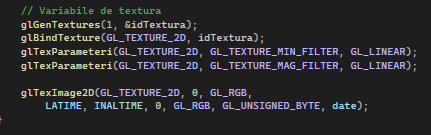 // Variabile de textura
glGenTextures(1, &idTextura);
glBindTexture(GL_TEXTURE_2D, idTextura);
glTexParameteri(GL_TEXTURE_2D, GL_TEXTURE_MIN_FILTER, GL_LINEAR);
glTexParameteri(GL_TEXTURE_2D, GL_TEXTURE_MAG_FILTER, GL_LINEAR);
glTexImage2D(GL_TEXTURE_2D, 0, GL_RGB,
LATIME, INALTIME, 0, GL_RGB, GL_UNSIGNED_BYTE, date);
}